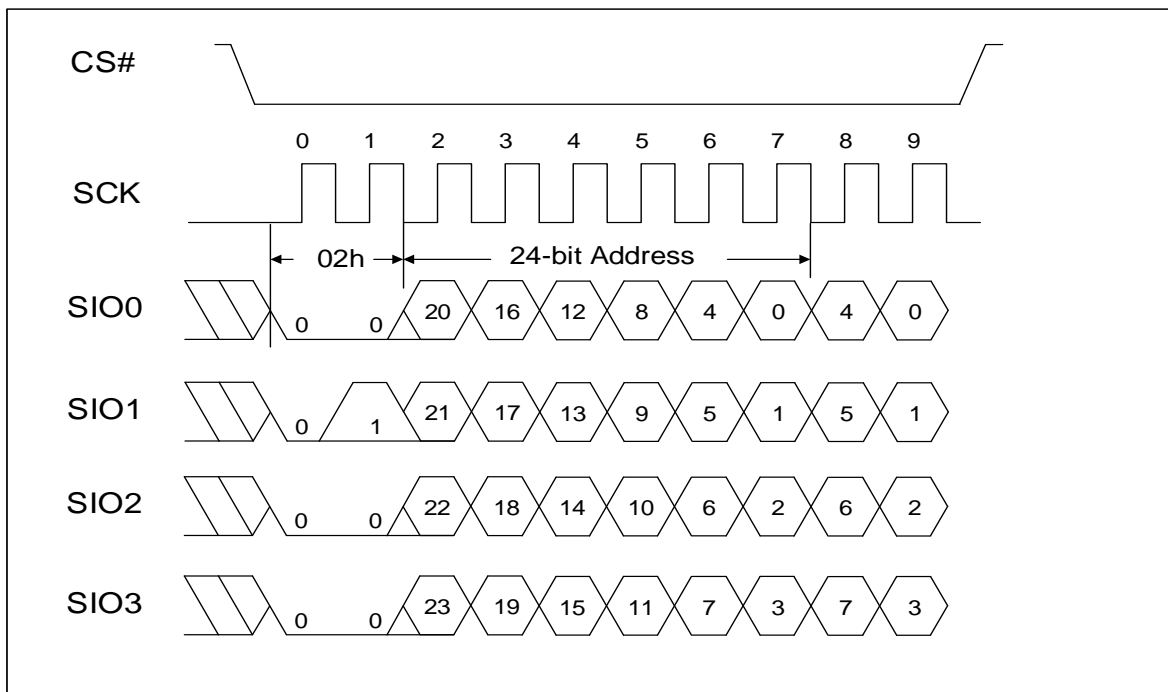 CS#
0 1 2 3 4 5 6 7 8 9
SCK
02h 24-bit Address
SIO0 0 0 20 16 12 8 4 0 4 0
SIO1 0 1 21 17 13 9 5 1 5 1
SIO2 0 0 22 18 14 10 6 2 6 2
SIO3 0 0 23 19 15 11 7 3 7 3